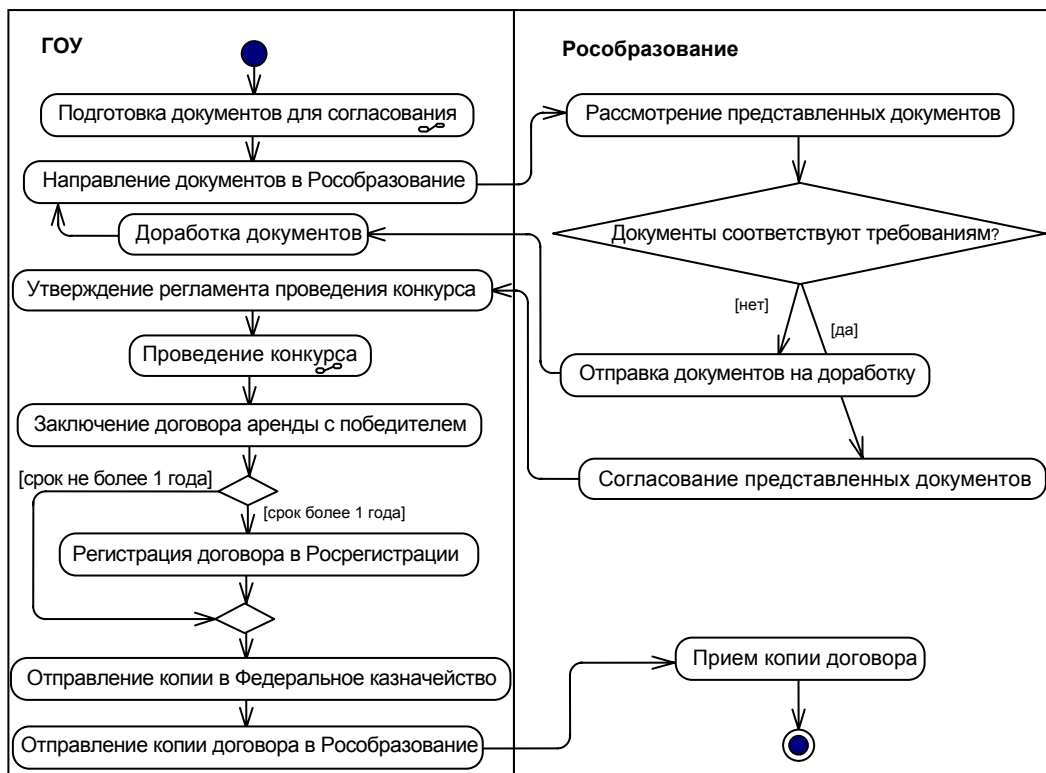 ГОУ
Рособразование
Подготовка документов для согласования
Рассмотрение представленных документов
Направление документов в Рособразование
Доработка документов
Документы соответствуют требованиям?
Утверждение регламента проведения конкурса
[нет]
[да]
Проведение конкурса
Отправка документов на доработку
Заключение договора аренды с победителем
[срок не более 1 года]
Согласование представленных документов
[срок более 1 года]
Регистрация договора в Росрегистрации
Прием копии договора
Отправление копии в Федеральное казначейство
Отправление копии договора в Рособразование